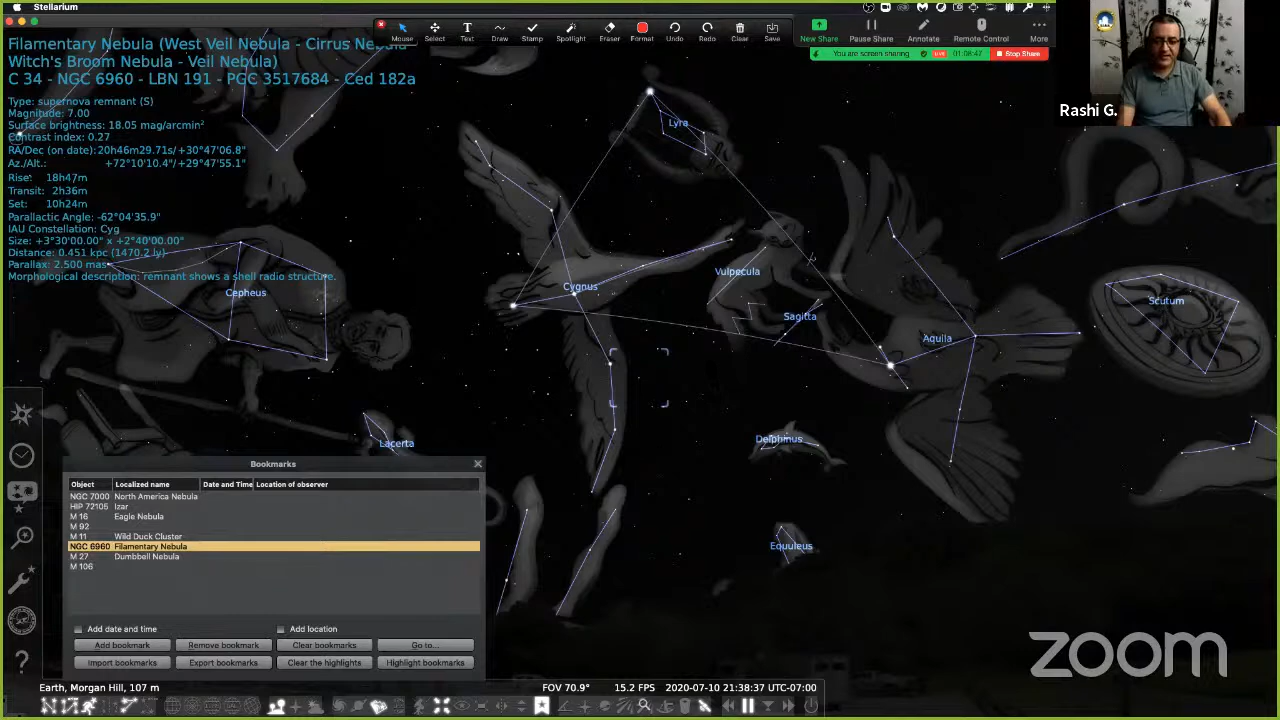 Stellarium
Mouse Select Text Draw Stamp Spotlight Eraser Format Undo Redo Clear Save
New Share Pause Share Annotate Remote Control More
You are screen sharing LIVE 01:08:47 Stop Share
Rashi G.
Filamentary Nebula (West Veil Nebula - Cirrus Nebula
Witch's Broom Nebula - Veil Nebula)
C 34 - NGC 6960 - LBN 191 - PGC 3517684 - Ced 182a
Type: supernova remnant (S)
Magnitude: 7.00
Surface brightness: 18.05 mag/arcmin²
Contrast index: 0.27
RA/Dec (on date): 20h46m29.71s/+30°47'06.8"
Az./Alt.: +72°10'10.4"/+29°47'55.1"
Rise: 18h47m
Transit: 2h36m
Set: 10h24m
Parallactic Angle: -62°04'35.9"
IAU Constellation: Cyg
Size: +3°30'00.00" x +2°40'00.00"
Distance: 0.451 kpc (1470.2 ly)
Parallax: 2.500 mas
Morphological description: remnant shows a shell radio structure.
Lyra
Vulpecula
Cygnus
Cepheus
Sagitta
Scutum
Aquila
Lacerta
Delphinus
Equuleus
Bookmarks
Object Localized name Date and Time Location of observer
NGC 7000 North America Nebula
HIP 72105 Izar
M 16 Eagle Nebula
M 92
M 11 Wild Duck Cluster
NGC 6960 Filamentary Nebula
M 27 Dumbbell Nebula
M 106
Add date and time Add location
Add bookmark Remove bookmark Clear bookmarks Go to...
Import bookmarks Export bookmarks Clear the highlights Highlight bookmarks
Earth, Morgan Hill, 107 m FOV 70.9° 15.2 FPS 2020-07-10 21:38:37 UTC-07:00
zoom